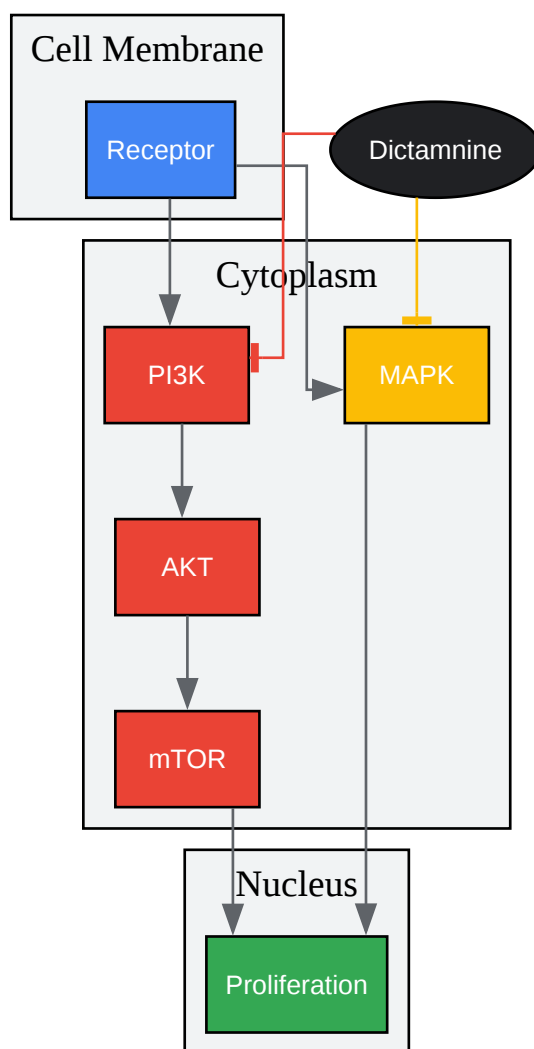 Cell Membrane
Receptor
Dictamnine
Cytoplasm
PI3K
MAPK
AKT
mTOR
Nucleus
Proliferation